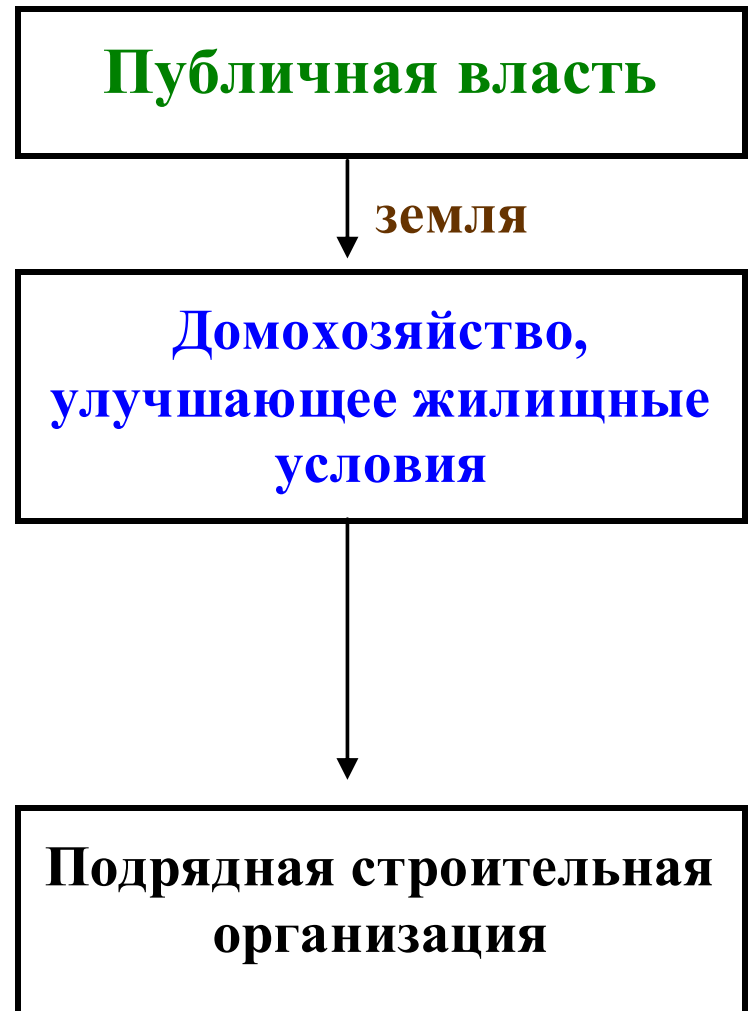 Публичная власть
земля
Домохозяйство,
улучшающее жилищные
условия
Подрядная строительная
организация